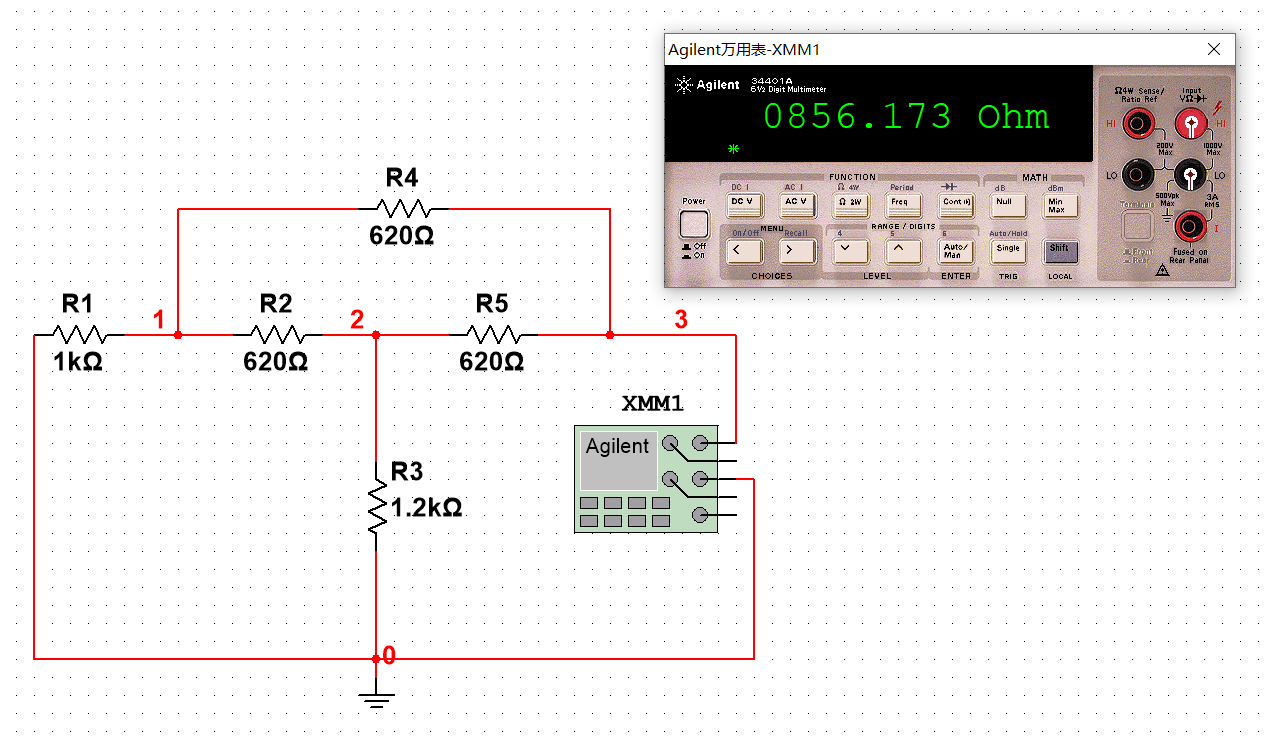 Agilent万用表-XMM1
Agilent 34401A
6½ Digit Multimeter
0856.173 Ohm
*
FUNCTION
MATH
DC I AC I Ω 4W Period dB dBm
Power
DC V AC V Ω 2W Freq Cont Null Min Max
MENU
RANGE / DIGITS
On/Off Recall 4 5 6 Auto/Hold
Off
On
< > Auto/Man Single Shift
CHOICES LEVEL ENTER TRIG LOCAL
Ω4W Sense/
Ratio Ref
Input
VΩ
HI HI
200V
Max
1000V
Max
LO LO
500Vpk
Max
3A
RMS
I
Fused on
Rear Panel
R4
620Ω
R1
1
R2
2
R5
3
1kΩ
620Ω
620Ω
XMM1
Agilent
R3
1.2kΩ
0